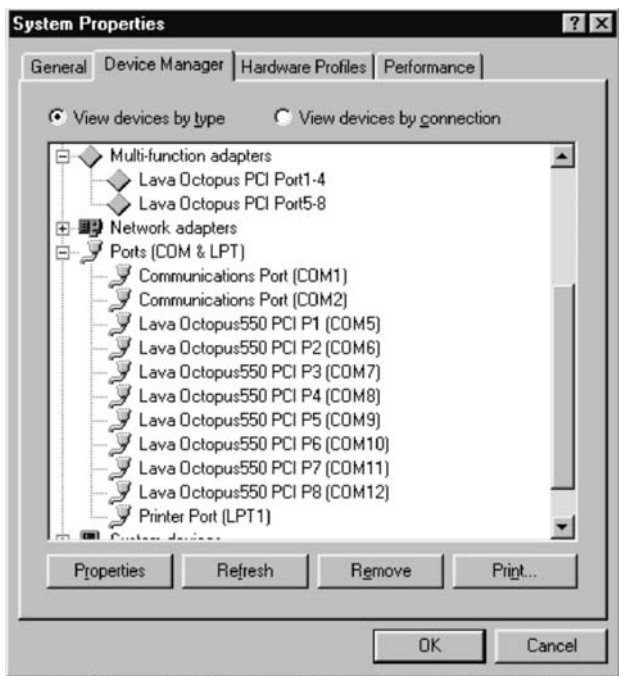 System Properties
General Device Manager Hardware Profiles Performance
View devices by type View devices by connection
Multi-function adapters
Lava Octopus PCI Port1-4
Lava Octopus PCI Port5-8
Network adapters
Ports (COM & LPT)
Communications Port (COM1)
Communications Port (COM2)
Lava Octopus550 PCI P1 (COM5)
Lava Octopus550 PCI P2 (COM6)
Lava Octopus550 PCI P3 (COM7)
Lava Octopus550 PCI P4 (COM8)
Lava Octopus550 PCI P5 (COM9)
Lava Octopus550 PCI P6 (COM10)
Lava Octopus550 PCI P7 (COM11)
Lava Octopus550 PCI P8 (COM12)
Printer Port (LPT1)
Properties Refresh Remove Print...
OK Cancel